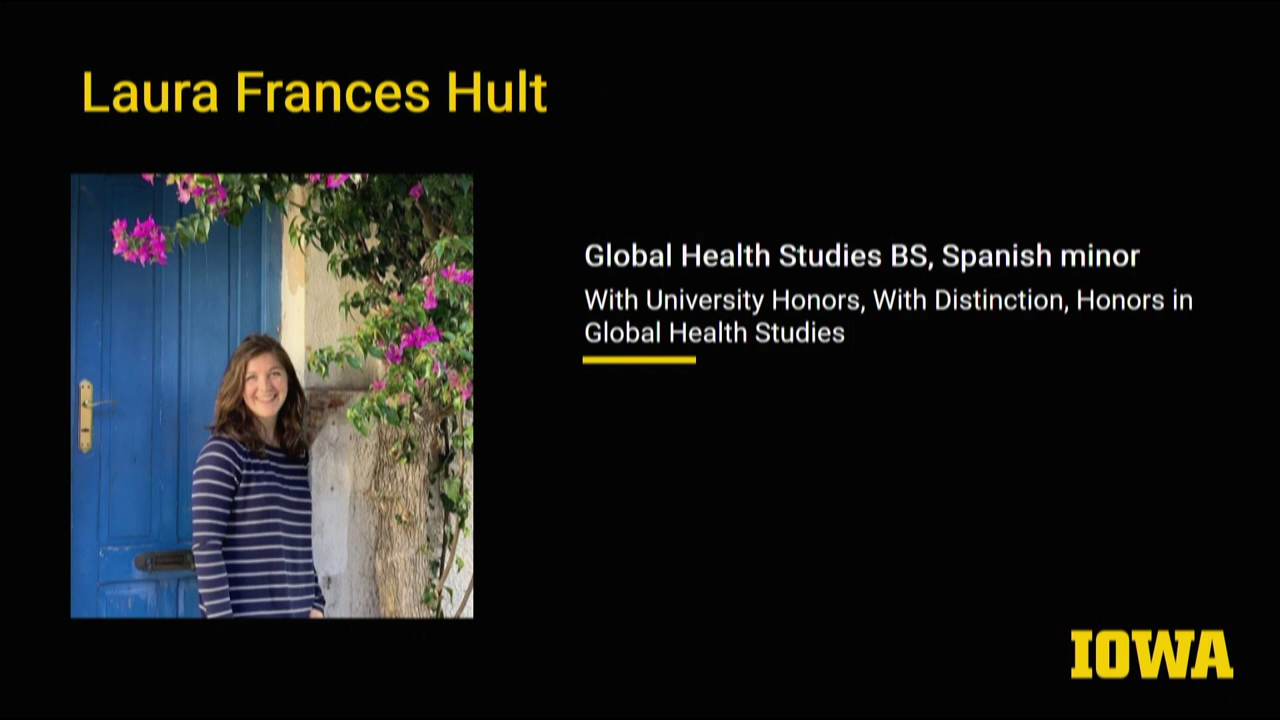 Laura Frances Hult
Global Health Studies BS, Spanish minor
With University Honors, With Distinction, Honors in
Global Health Studies
IOWA